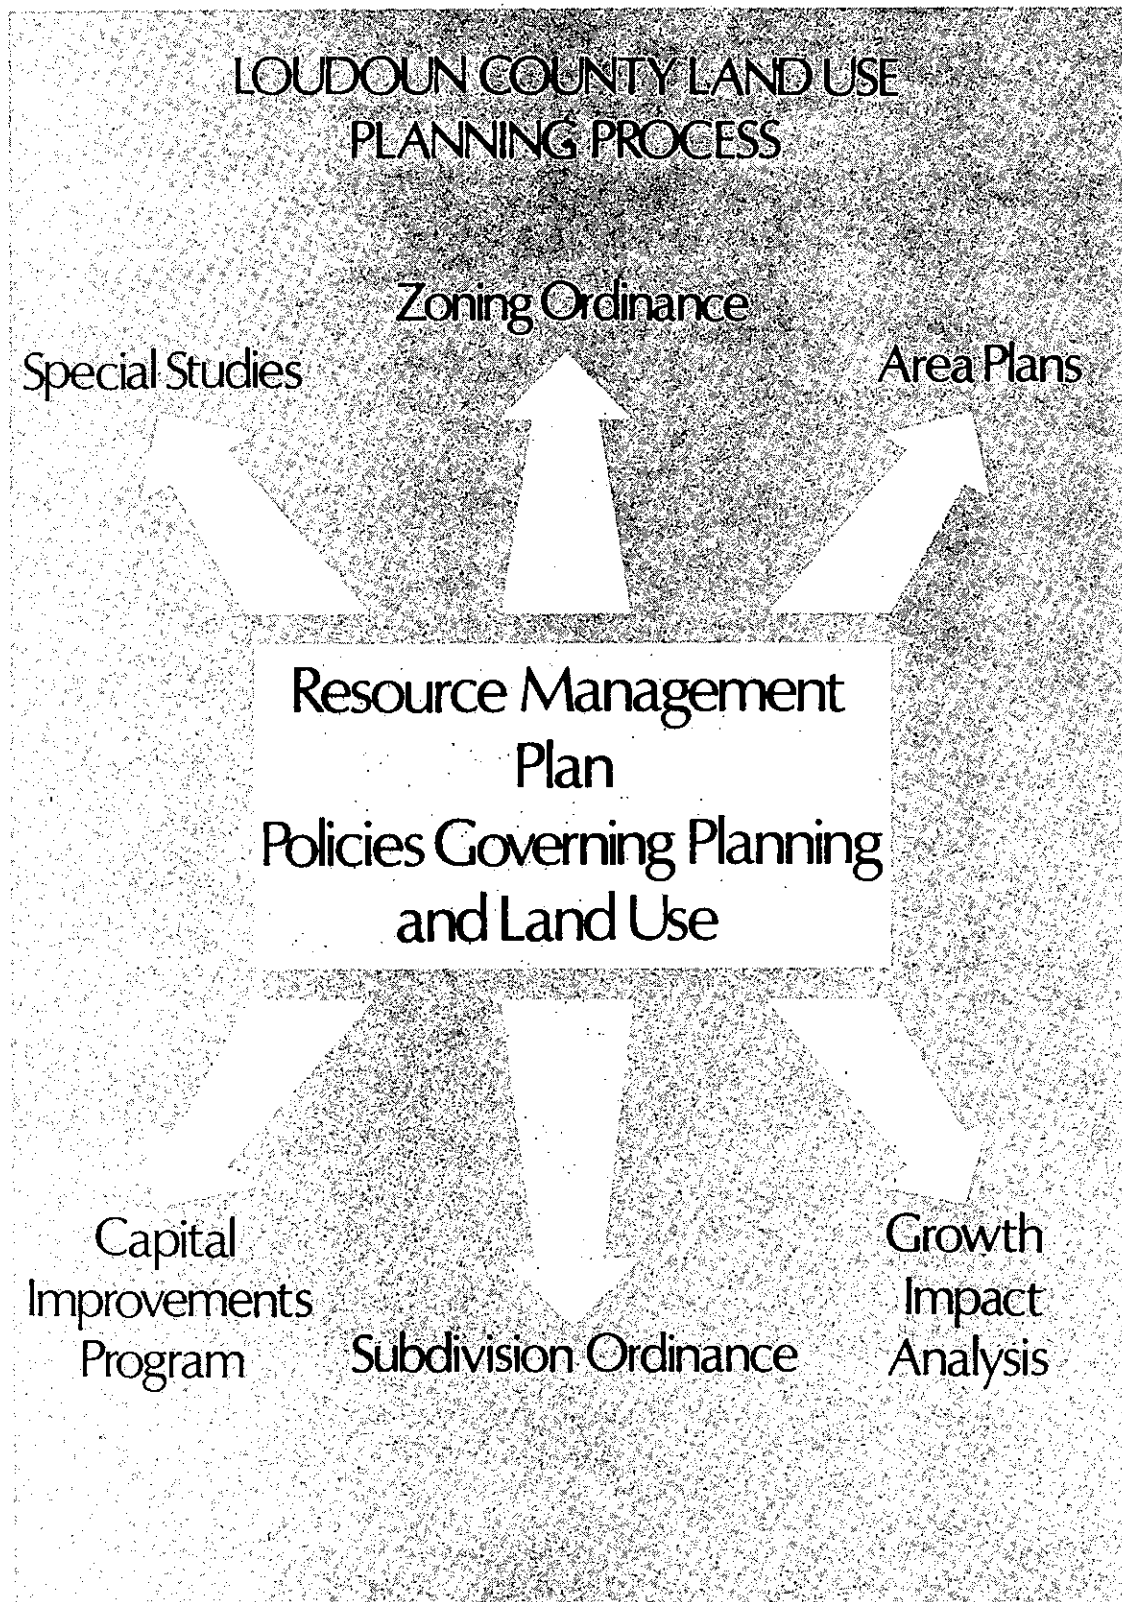 LOUDOUN COUNTY LAND USE
PLANNING PROCESS
Zoning Ordinance
Special Studies
Area Plans
Resource Management
Plan
Policies Governing Planning
and Land Use
Capital
Improvements
Program
Subdivision Ordinance
Growth
Impact
Analysis